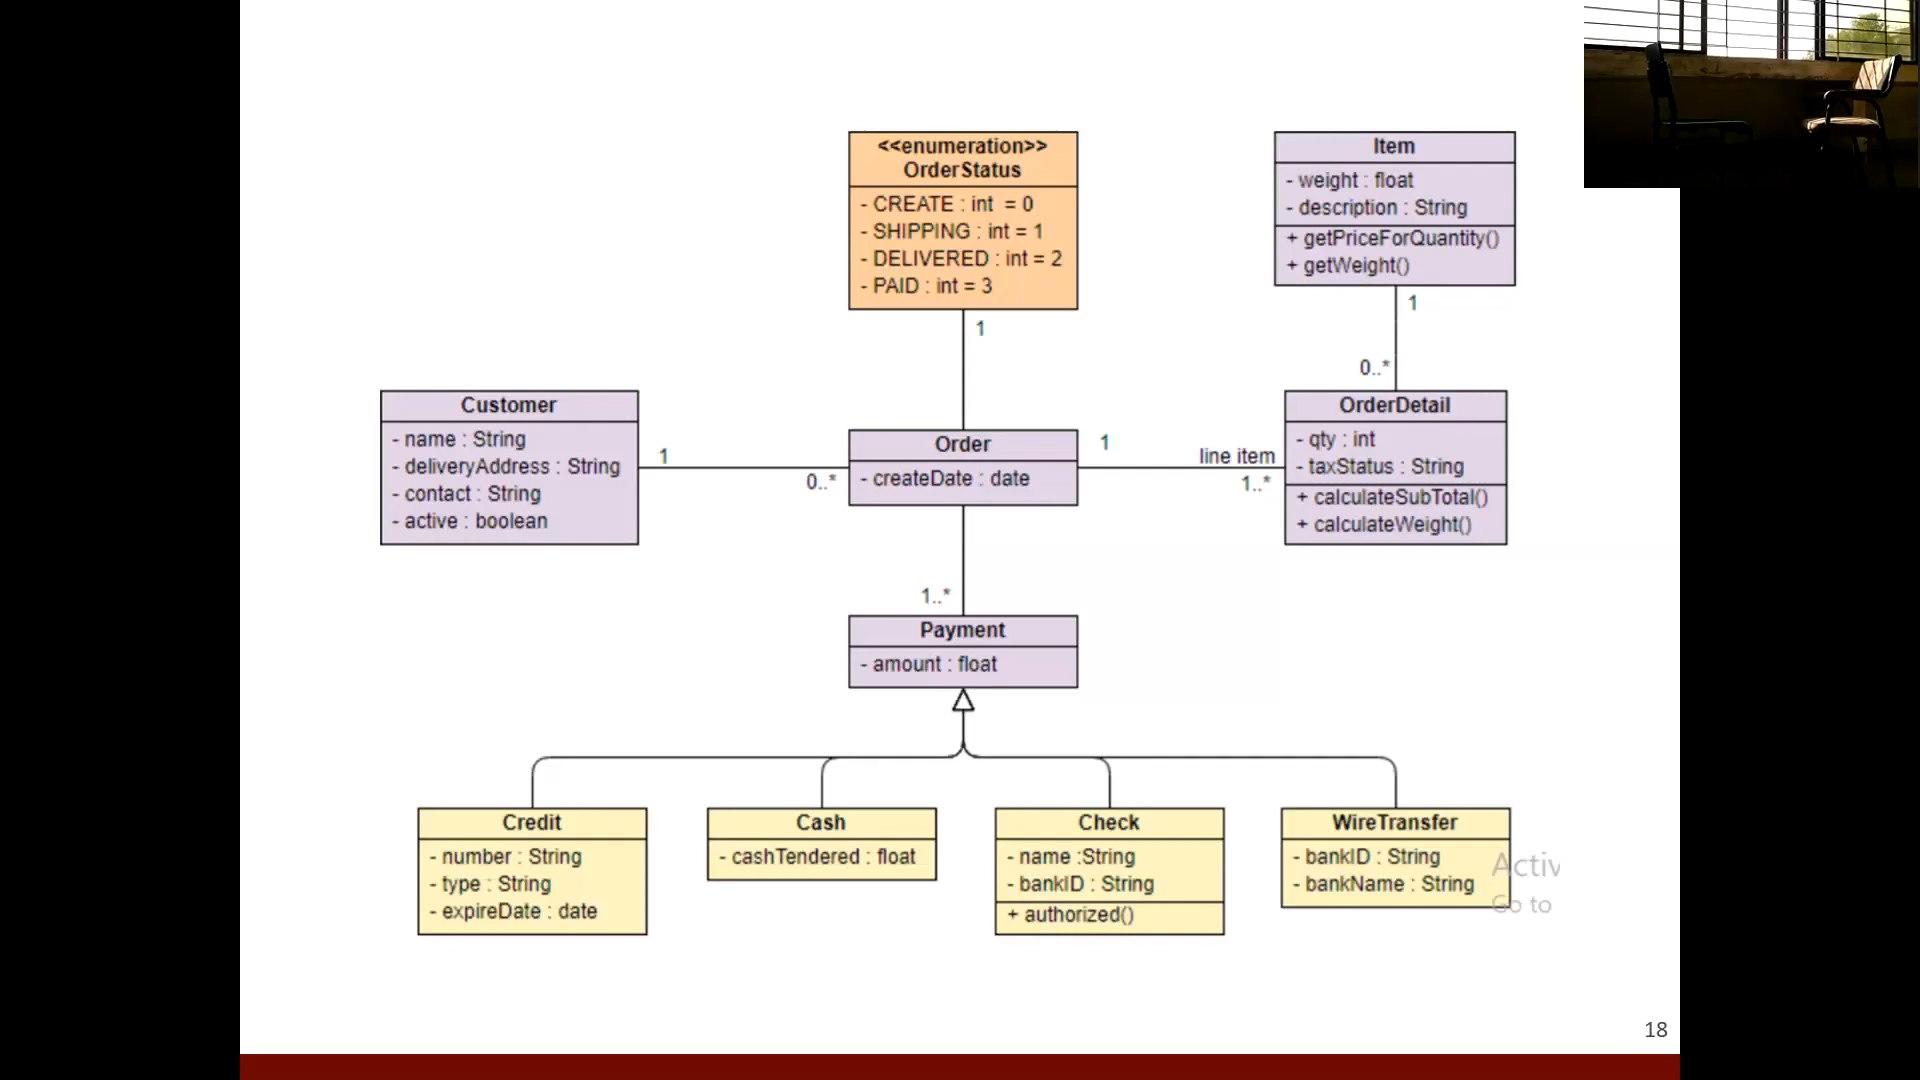 <<enumeration>>
OrderStatus
- CREATE : int = 0
- SHIPPING : int = 1
- DELIVERED : int = 2
- PAID : int = 3
1
Item
- weight : float
- description : String
+ getPriceForQuantity()
+ getWeight()
1
0..*
Customer
- name : String
- deliveryAddress : String
- contact : String
- active : boolean
1
0..*
Order
- createDate : date
1
line item
1..*
OrderDetail
- qty : int
- taxStatus : String
+ calculateSubTotal()
+ calculateWeight()
1..*
Payment
- amount : float
Credit
- number : String
- type : String
- expireDate : date
Cash
- cashTendered : float
Check
- name :String
- bankID : String
+ authorized()
WireTransfer
- bankID : String
- bankName : String
Activ
Go to
18